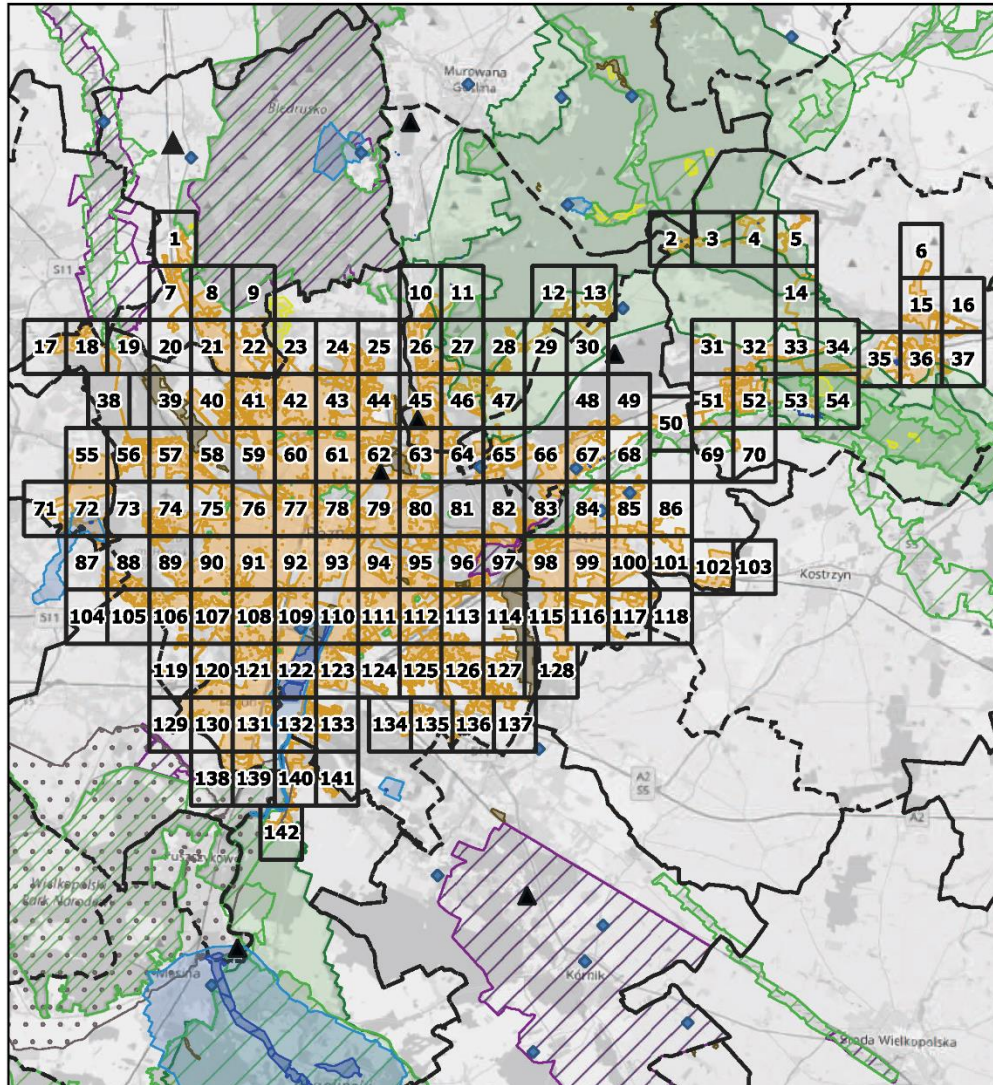 Murowana
Goślina
Biedrusko
1
2 3 4 5
6
S11
7 8 9 10 11 12 13 14
15 16
17 18 19 20 21 22 23 24 25 26 27 28 29 30 31 32 33 34
35 36 37
38 39 40 41 42 43 44 45 46 47 48 49 51 52 53 54
50
55 56 57 58 59 60 61 62 63 64 65 66 67 68 69 70
71 72 73 74 75 76 77 78 79 80 81 82 83 84 85 86
S5
87 88 89 90 91 92 93 94 95 96 97 98 99 100 101 102 103
Kostrzyn
S11
104 105 106 107 108 109 110 111 112 113 114 115 116 117 118
119 120 121 122 123 124 125 126 127 128
129 130 131 132 133 134 135 136 137
138 139 140 141
A2
S5
A2
142
Puszczykowo
Wielkopolski
Park Narodowy
Mosina
Kórnik
Środa Wielkopolska